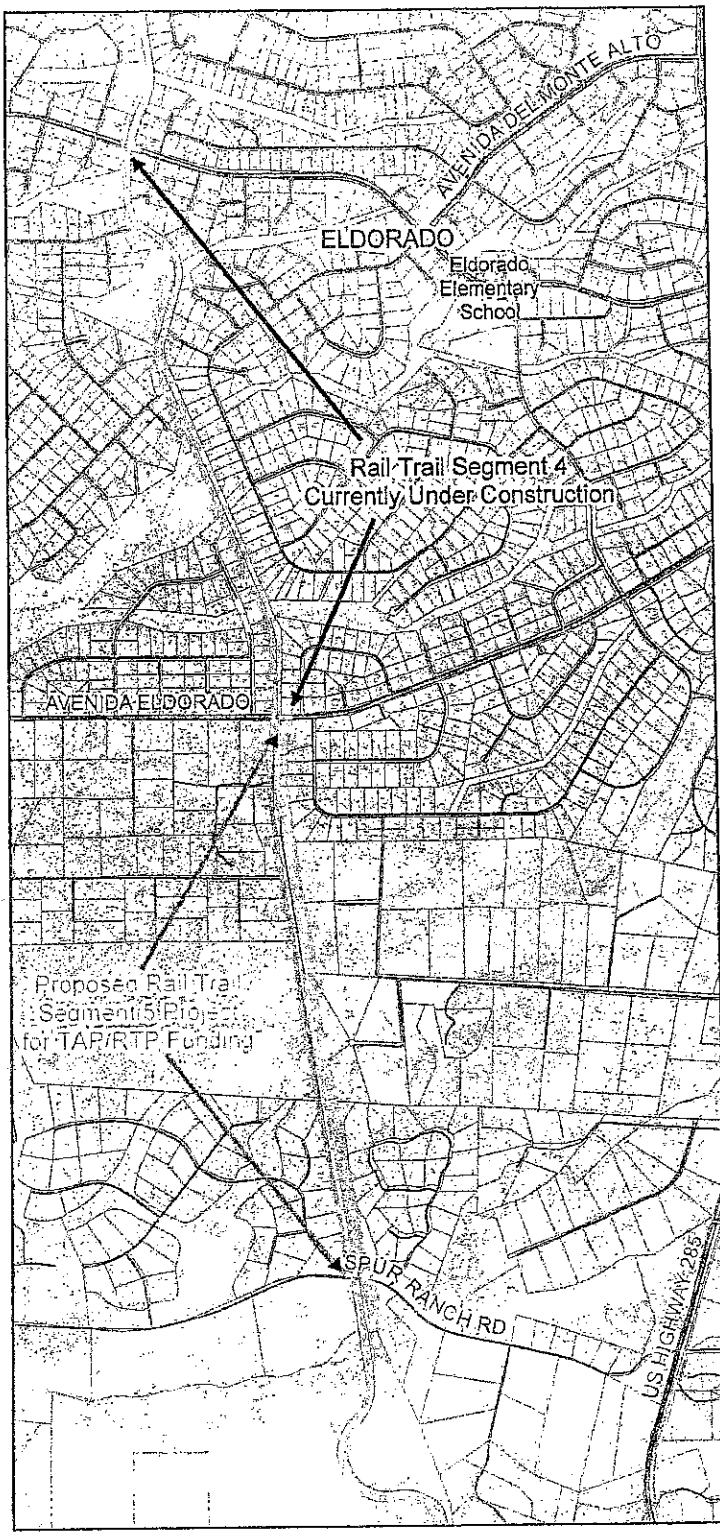 AVENIDA DEL MONTE ALTO
ELDORADO
Eldorado
Elementary
School
Rail Trail Segment 4
Currently Under Construction
AVENIDA ELDORADO
Proposed Rail Trail
Segment 5 Project
for TAP/RTP Funding
SPUR RANCH RD
US HIGHWAY 285